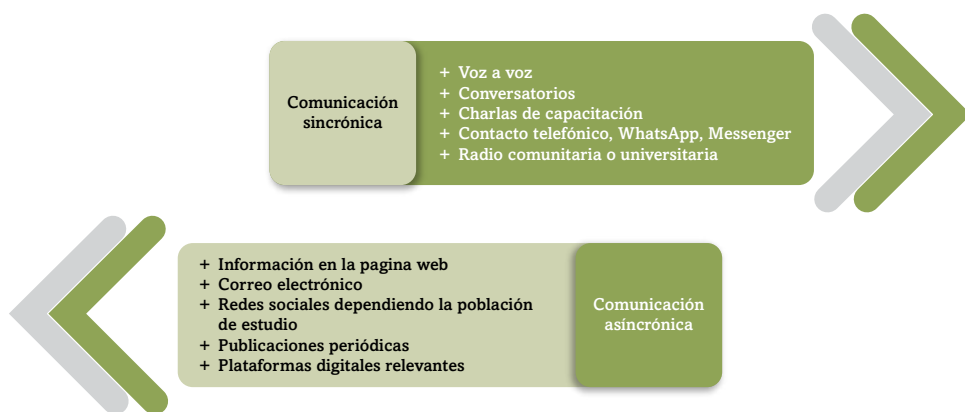 Comunicación
sincrónica
+ Voz a voz
+ Conversatorios
+ Charlas de capacitación
+ Contacto telefónico, WhatsApp, Messenger
+ Radio comunitaria o universitaria
+ Información en la pagina web
+ Correo electrónico
+ Redes sociales dependiendo la población
de estudio
+ Publicaciones periódicas
+ Plataformas digitales relevantes
Comunicación
asíncrónica